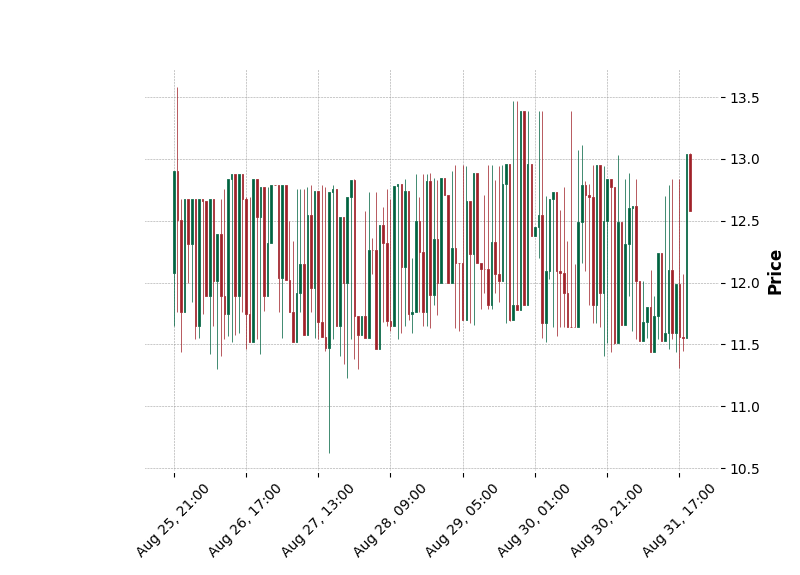 13.5
13.0
12.5
12.0
11.5
11.0
10.5
Price
Aug 25, 21:00
Aug 26, 17:00
Aug 27, 13:00
Aug 28, 09:00
Aug 29, 05:00
Aug 30, 01:00
Aug 30, 21:00
Aug 31, 17:00